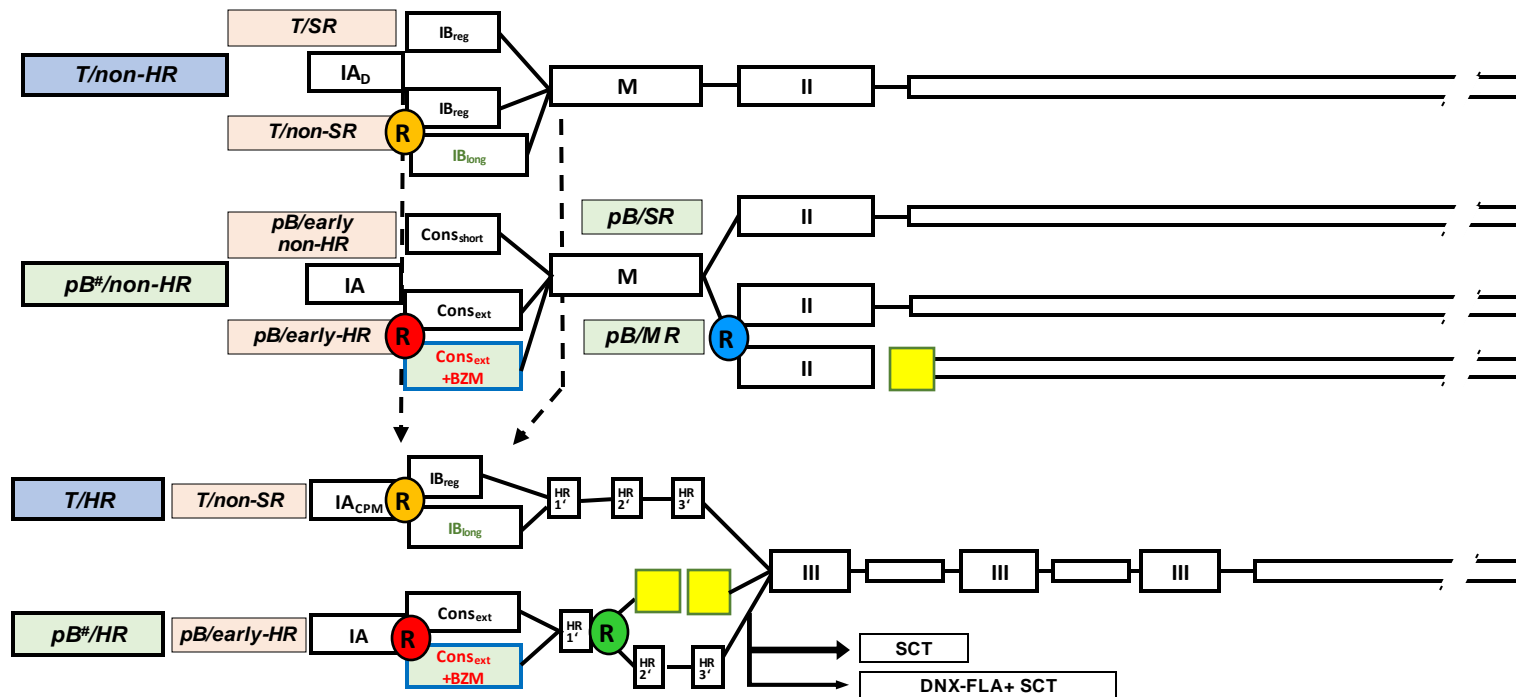 T/SR
IBreg
T/non-HR
IAD
M
II
IBreg
T/non-SR
R
IBlong
pB/early
non-HR
Consshort
pB/SR
II
pB#/non-HR
IA
M
Consext
II
pB/early-HR
R
pB/MR
R
Consext
+BZM
II
IBreg
T/HR
T/non-SR
IACPM
R
HR
1‘
HR
2‘
HR
3‘
IBlong
III
III
III
Consext
pB#/HR
pB/early-HR
IA
R
HR
1‘
R
Consext
+BZM
HR
2‘
HR
3‘
SCT
DNX-FLA+ SCT